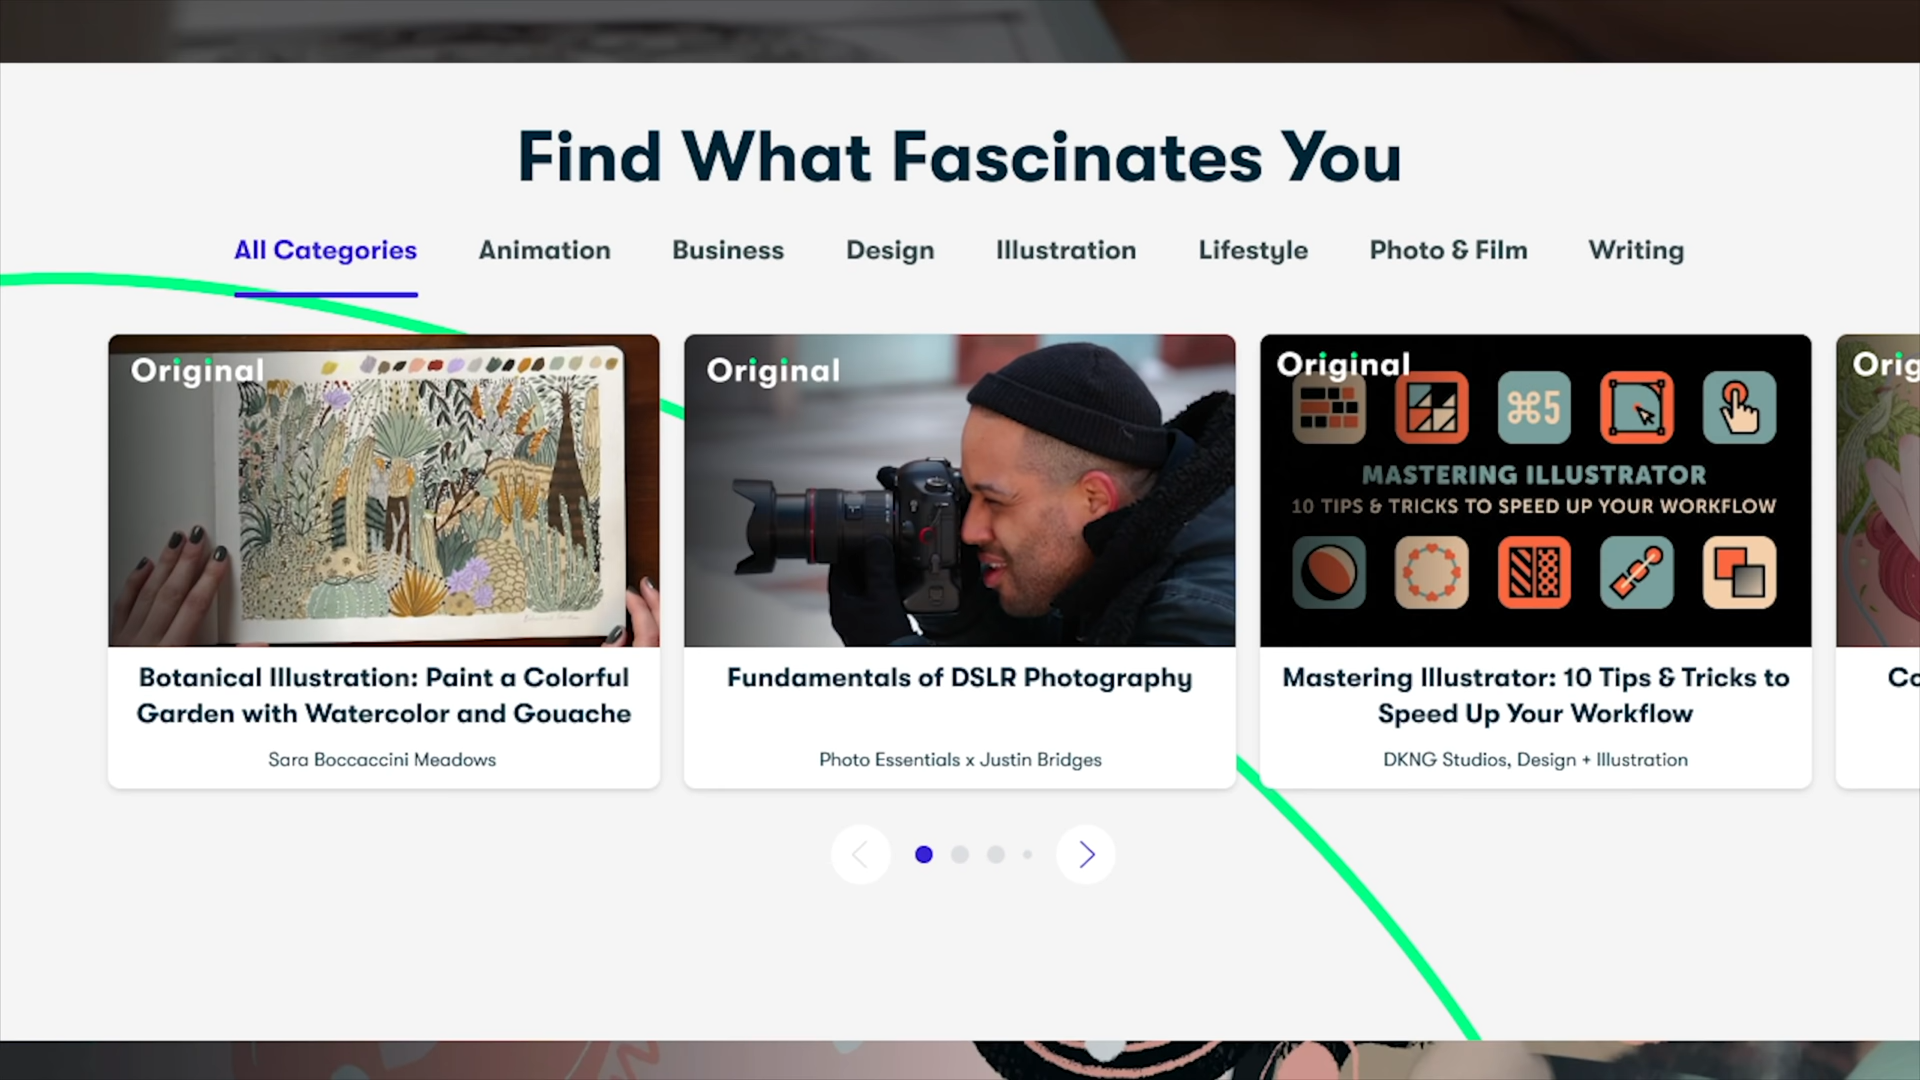 Find What Fascinates You
All Categories Animation Business Design Illustration Lifestyle Photo & Film Writing
Original
Botanical Illustration: Paint a Colorful
Garden with Watercolor and Gouache
Sara Boccaccini Meadows
Original
Fundamentals of DSLR Photography
Photo Essentials x Justin Bridges
Original
⌘5
MASTERING ILLUSTRATOR
10 TIPS & TRICKS TO SPEED UP YOUR WORKFLOW
Mastering Illustrator: 10 Tips & Tricks to
Speed Up Your Workflow
DKNG Studios, Design + Illustration
Orig
Co